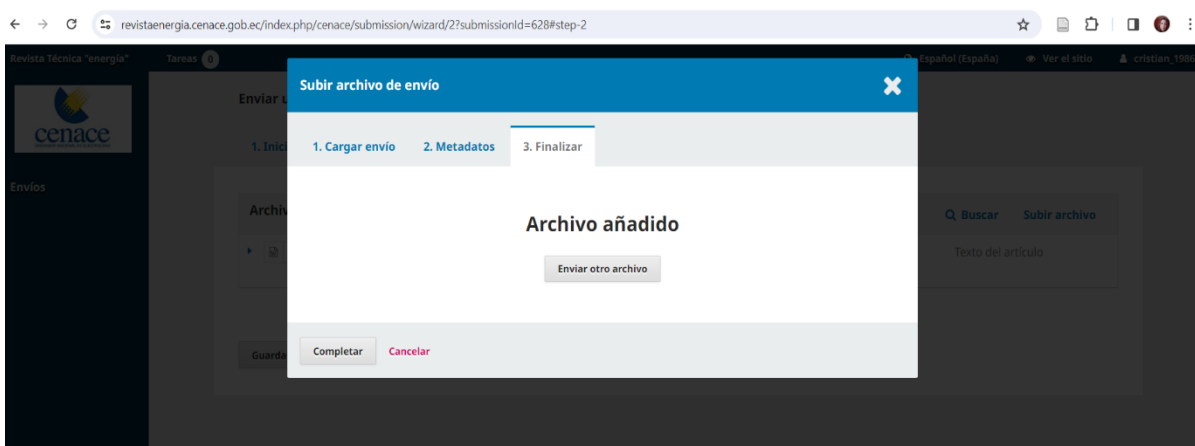 revistaenergia.cenace.gob.ec/index.php/cenace/submission/wizard/2?submissionId=628#step-2
Revista Técnica "energía" Tareas 0 Español (España) Ver el sitio cristian_1986
Subir archivo de envío
Enviar u
cenace
1. Inici
1. Cargar envío 2. Metadatos 3. Finalizar
Envíos
Archiv
Buscar Subir archivo
Archivo añadido
Texto del artículo
Enviar otro archivo
Guarda
Completar Cancelar